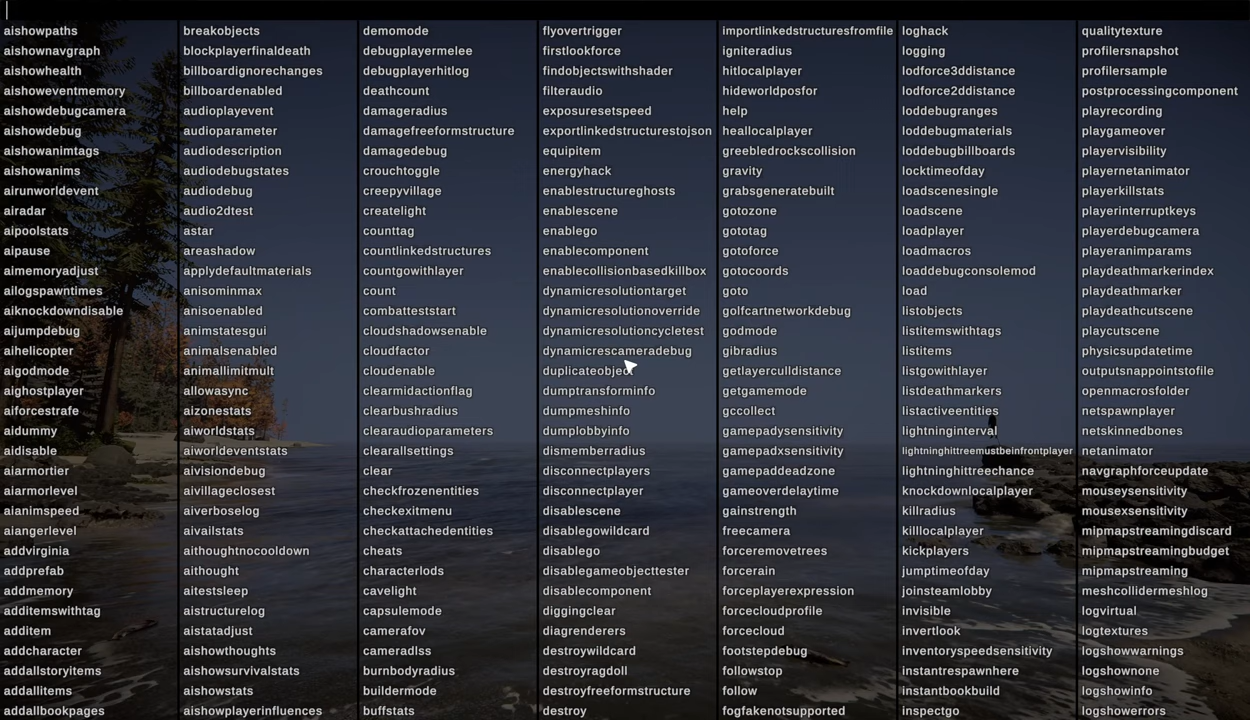 aishowpaths
aishownavgraph
aishowhealth
aishoweventmemory
aishowdebugcamera
aishowdebug
aishowanimtags
aishowanims
airunworldevent
airadar
aipoolstats
aipause
aimemoryadjust
ailogspawntimes
aiknockdowndisable
aijumpdebug
aihelicopter
aigodmode
aighostplayer
aiforcestrafe
aidummy
aidisable
aiarmortier
aiarmorlevel
aianimspeed
aiangerlevel
addvirginia
addprefab
addmemory
additemswithtag
additem
addcharacter
addallstoryitems
addallitems
addallbookpages
breakobjects
blockplayerfinaldeath
billboardignorechanges
billboardenabled
audioplayevent
audioparameter
audiodescription
audiodebugstates
audiodebug
audio2dtest
astar
areashadow
applydefaultmaterials
anisominmax
anisoenabled
animstatesgui
animalsenabled
animallimitmult
allowasync
aizonestats
aiworldstats
aiworldeventstats
aivisiondebug
aivillageclosest
aiverboselog
aivailstats
aithoughtnocooldown
aithought
aitestsleep
aistructurelog
aistatadjust
aishowthoughts
aishowsurvivalstats
aishowstats
aishowplayerinfluences
demomode
debugplayermelee
debugplayerhitlog
deathcount
damageradius
damagefreeformstructure
damagedebug
crouchtoggle
creepyvillage
createlight
counttag
countlinkedstructures
countgowithlayer
count
combatteststart
cloudshadowsenable
cloudfactor
cloudenable
clearmidactionflag
clearbushradius
clearaudioparameters
clearallsettings
clear
checkfrozenentities
checkexitmenu
checkattachedentities
cheats
characterlods
cavelight
capsulemode
camerafov
cameradlss
burnbodyradius
buildermode
buffstats
flyovertrigger
firstlookforce
findobjectswithshader
filteraudio
exposuresetspeed
exportlinkedstructurestojson
equipitem
energyhack
enablestructureghosts
enablescene
enablego
enablecomponent
enablecollisionbasedkillbox
dynamicresolutiontarget
dynamicresolutionoverride
dynamicresolutioncycletest
dynamicrescameradebug
duplicateobject
dumptransforminfo
dumpmeshinfo
dumplobbyinfo
dismemberradius
disconnectplayers
disconnectplayer
disablescene
disablegowildcard
disablego
disablegameobjecttester
disablecomponent
diggingclear
diagrenderers
destroywildcard
destroyragdoll
destroyfreeformstructure
destroy
importlinkedstructuresfromfile
igniteradius
hitlocalplayer
hideworldposfor
help
heallocalplayer
greebledrockscollision
gravity
grabsgeneratebuilt
gotozone
gototag
gotoforce
gotocoords
goto
golfcartnetworkdebug
godmode
gibradius
getlayerculldistance
getgamemode
gccollect
gamepadysensitivity
gamepadxsensitivity
gamepaddeadzone
gameoverdelaytime
gainstrength
freecamera
forceremovetrees
forcerain
forceplayerexpression
forcecloudprofile
forcecloud
footstepdebug
followstop
follow
fogfakenotsupported
loghack
logging
lodforce3ddistance
lodforce2ddistance
loddebugranges
loddebugmaterials
loddebugbillboards
locktimeofday
loadscenesingle
loadscene
loadplayer
loadmacros
loaddebugconsolemod
load
listobjects
listitemswithtags
listitems
listgowithlayer
listdeathmarkers
listactiveentities
lightninginterval
lightninghittreemustbeinfrontplayer
lightninghittreechance
knockdownlocalplayer
killradius
killlocalplayer
kickplayers
jumptimeofday
joinsteamlobby
invisible
invertlook
inventoryspeedsensitivity
instantrespawnhere
instantbookbuild
inspectgo
qualitytexture
profilersnapshot
profilersample
postprocessingcomponent
playrecording
playgameover
playervisibility
playernetanimator
playerkillstats
playerinterruptkeys
playerdebugcamera
playeranimparams
playdeathmarkerindex
playdeathmarker
playdeathcutscene
playcutscene
physicsupdatetime
outputsnappointstofile
openmacrosfolder
netspawnplayer
netskinnedbones
netanimator
navgraphforceupdate
mouseysensitivity
mousexsensitivity
mipmapstreamingdiscard
mipmapstreamingbudget
mipmapstreaming
meshcollidermeshlog
logvirtual
logtextures
logshowwarnings
logshownone
logshowinfo
logshowerrors